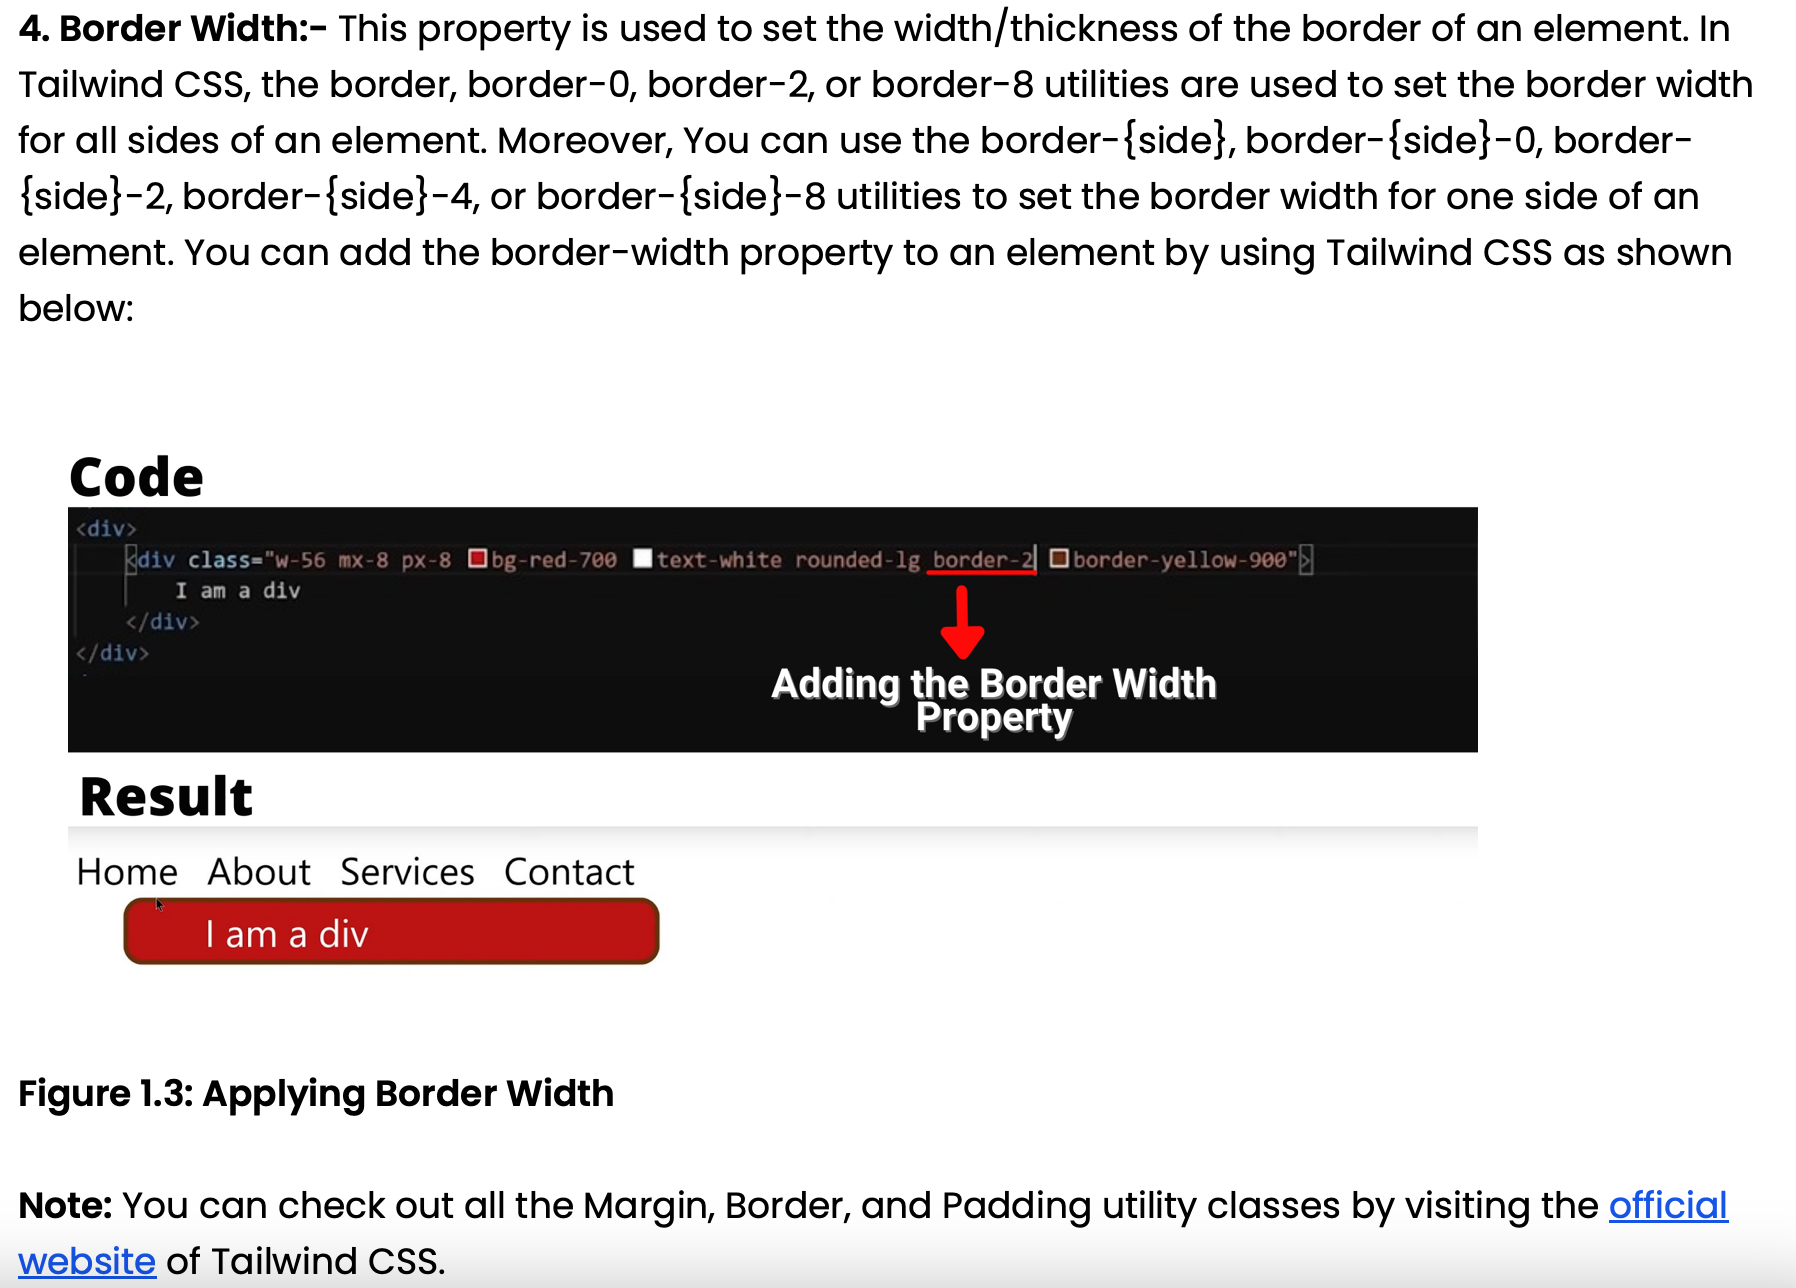 4. Border Width:- This property is used to set the width/thickness of the border of an element. In
Tailwind CSS, the border, border-0, border-2, or border-8 utilities are used to set the border width
for all sides of an element. Moreover, You can use the border-{side}, border-{side}-0, border-
{side}-2, border-{side}-4, or border-{side}-8 utilities to set the border width for one side of an
element. You can add the border-width property to an element by using Tailwind CSS as shown
below:
Code
<div>
<div class="w-56 mx-8 px-8 bg-red-700 text-white rounded-lg border-2 border-yellow-900">
I am a div
</div>
</div>
Adding the Border Width
Property
Result
Home About Services Contact
I am a div
Figure 1.3: Applying Border Width
Note: You can check out all the Margin, Border, and Padding utility classes by visiting the official
website of Tailwind CSS.